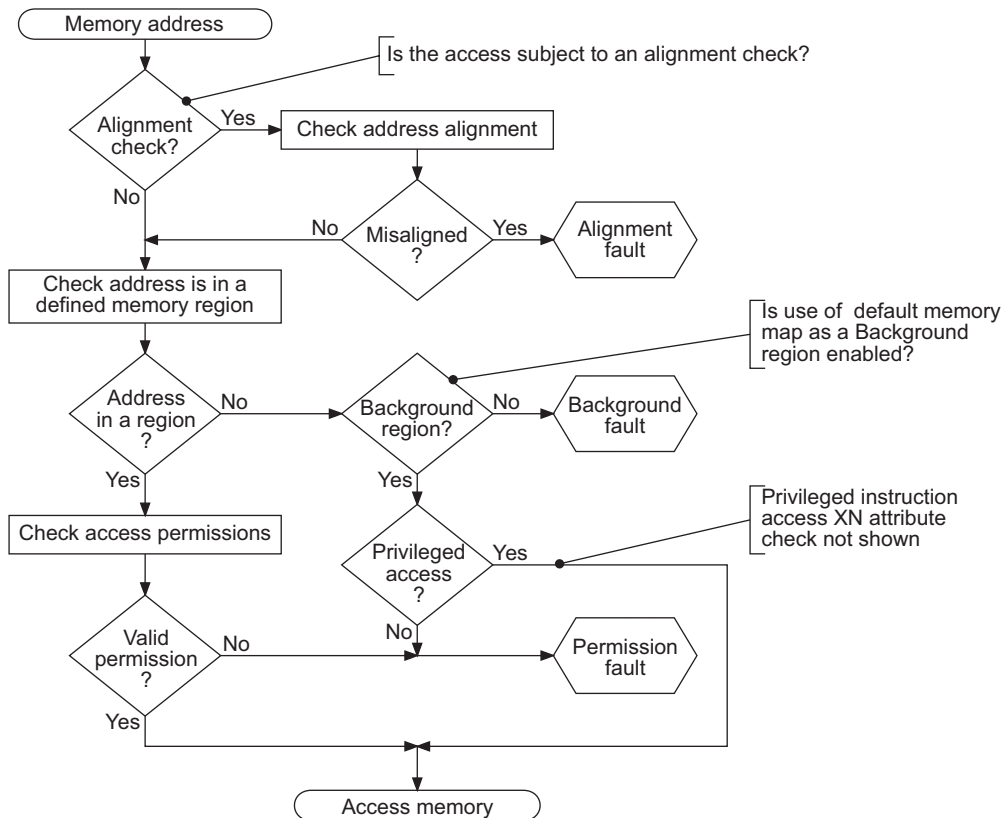 Memory address
Is the access subject to an alignment check?
Alignment
check?
Yes
Check address alignment
No
Misaligned
?
No
Yes
Alignment
fault
Check address is in a
defined memory region
Is use of default memory
map as a Background
region enabled?
Address
in a region
?
No
Background
region?
No
Background
fault
Yes
Yes
Check access permissions
Privileged instruction
access XN attribute
check not shown
Privileged
access
?
Yes
No
Valid
permission
?
No
Permission
fault
Yes
Access memory